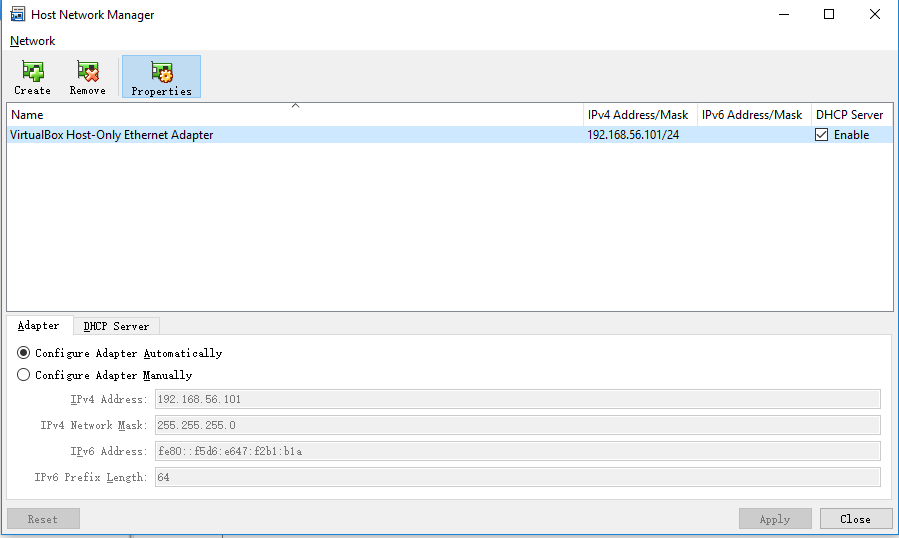 Host Network Manager
Network
Create Remove Properties
Name IPv4 Address/Mask IPv6 Address/Mask DHCP Server
VirtualBox Host-Only Ethernet Adapter 192.168.56.101/24 Enable
Adapter DHCP Server
Configure Adapter Automatically
Configure Adapter Manually
IPv4 Address: 192.168.56.101
IPv4 Network Mask: 255.255.255.0
IPv6 Address: fe80::f5d6:e647:f2b1:b1a
IPv6 Prefix Length: 64
Reset Apply Close